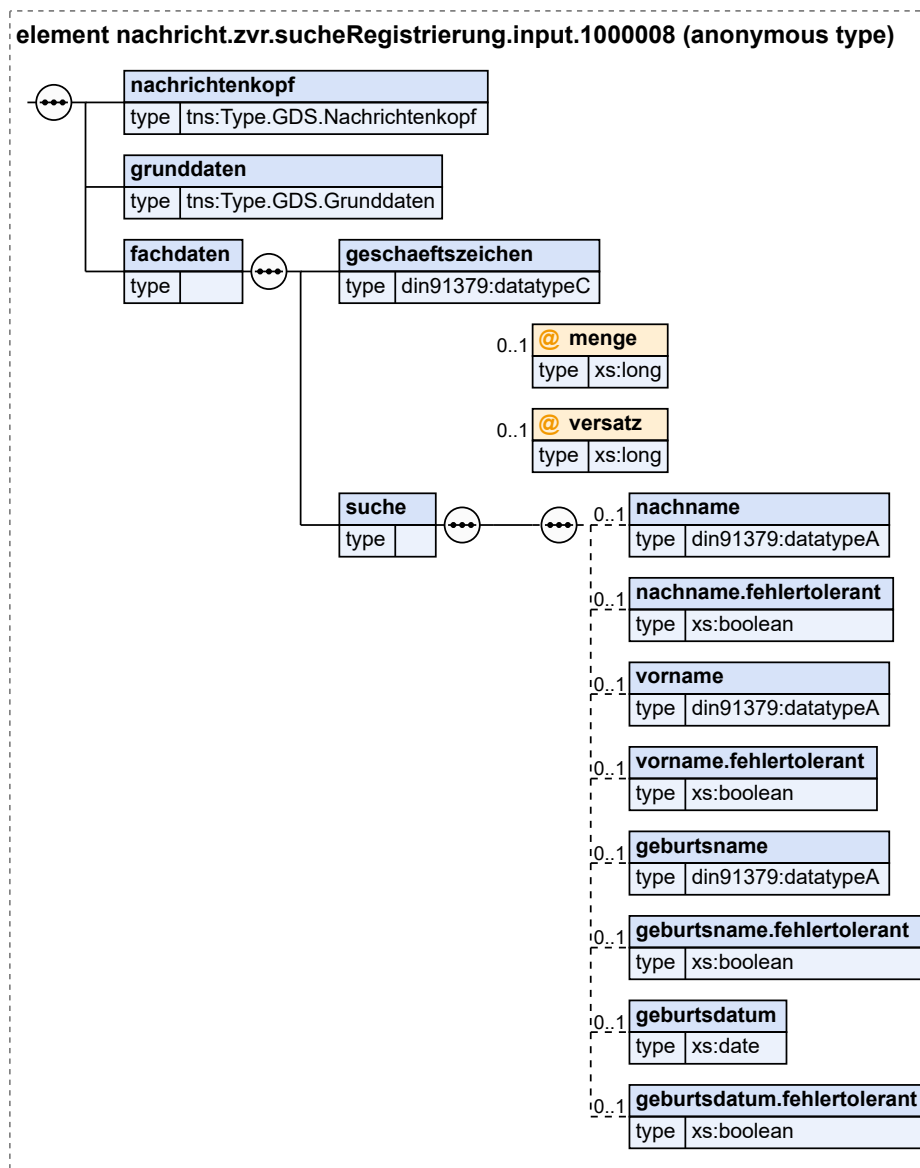 element nachricht.zvr.sucheRegistrierung.input.1000008 (anonymous type)
nachrichtenkopf
type tns:Type.GDS.Nachrichtenkopf
grunddaten
type tns:Type.GDS.Grunddaten
fachdaten
type
geschaeftszeichen
type din91379:datatypeC
0..1 @ menge
type xs:long
0..1 @ versatz
type xs:long
suche
type
0..1 nachname
type din91379:datatypeA
0..1 nachname.fehlertolerant
type xs:boolean
0..1 vorname
type din91379:datatypeA
0..1 vorname.fehlertolerant
type xs:boolean
0..1 geburtsname
type din91379:datatypeA
0..1 geburtsname.fehlertolerant
type xs:boolean
0..1 geburtsdatum
type xs:date
0..1 geburtsdatum.fehlertolerant
type xs:boolean